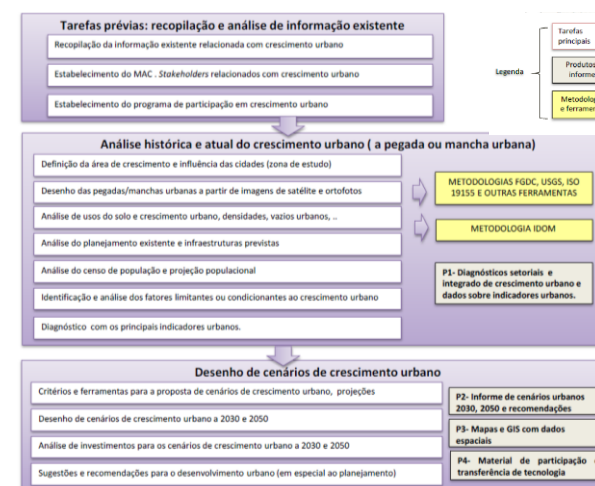 Tarefas prévias: recopilação e análise de informação existente
Recopilação da informação existente relacionada com crescimento urbano
Estabelecimento do MAC . Stakeholders relacionados com crescimento urbano
Estabelecimento do programa de participação em crescimento urbano
Legenda
Tarefas
principais
informe
Análise histórica e atual do crescimento urbano ( a pegada ou mancha urbana)
Definição da área de crescimento e influência das cidades (zona de estudo)
Desenho das pegadas/manchas urbanas a partir de imagens de satélite e ortofotos
Análise de usos do solo e crescimento urbano, densidades, vazios urbanos, ..
Análise do planejamento existente e infraestruturas previstas
Análise do censo de população e projeção populacional
Identificação e análise dos fatores limitantes ou condicionantes ao crescimento urbano
Diagnóstico com os principais indicadores urbanos.
METODOLOGIAS FGDC, USGS, ISO
19155 E OUTRAS FERRAMENTAS
METODOLOGIA IDOM
P1- Diagnósticos setoriais e
integrado de crescimento urbano e
dados sobre indicadores urbanos.
Desenho de cenários de crescimento urbano
Critérios e ferramentas para a proposta de cenários de crescimento urbano, projeções
Desenho de cenários de crescimento urbano a 2030 e 2050
Análise de investimentos para os cenários de crescimento urbano a 2030 e 2050
Sugestões e recomendações para o desenvolvimento urbano (em especial ao planejamento)
P2- Informe de cenários urbanos
2030, 2050 e recomendações
P3- Mapas e GIS com dados
espaciais
P4- Material de participação
transferência de tecnologia